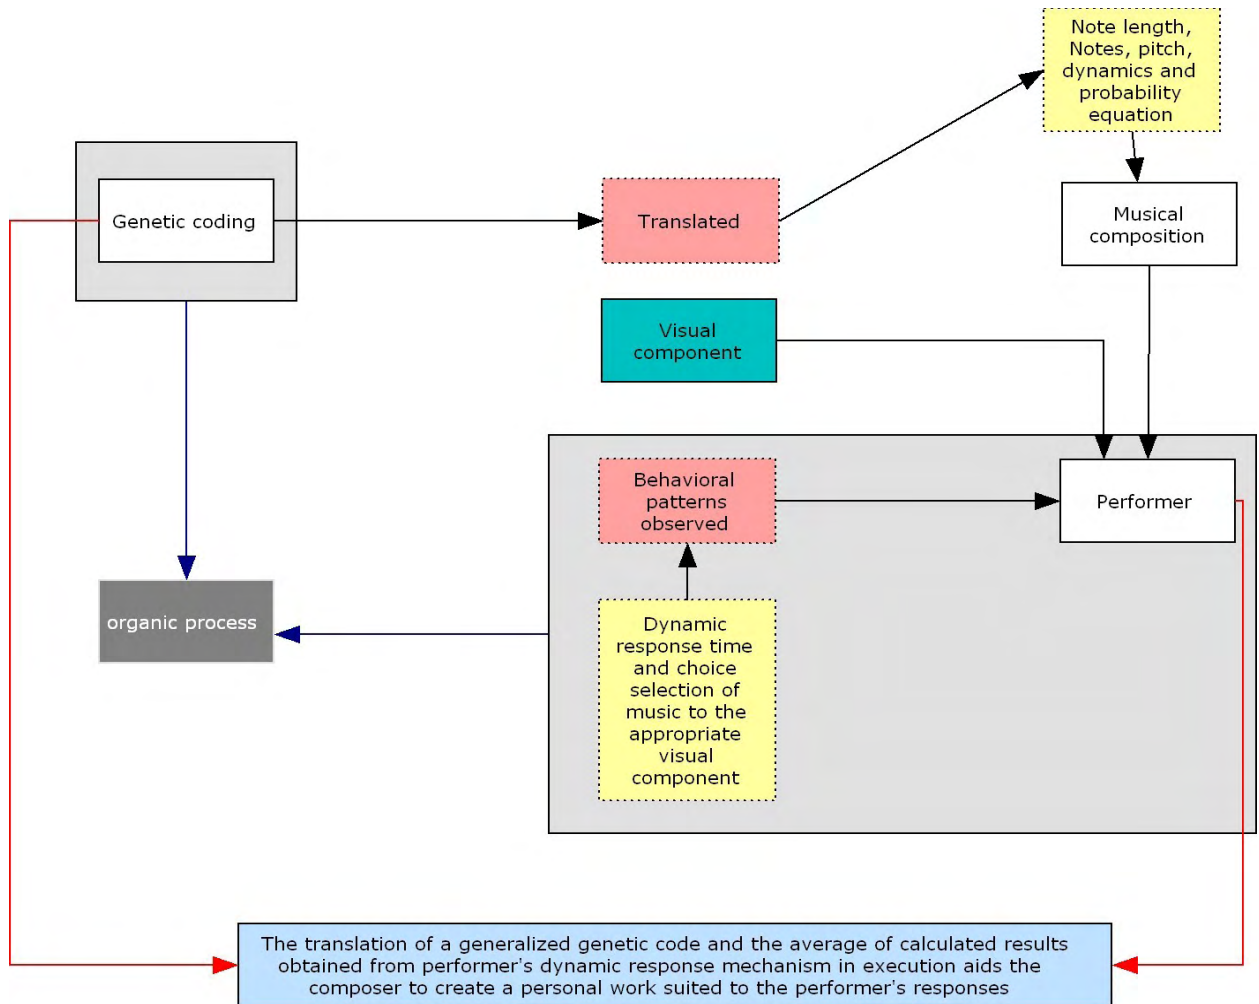 Note length,
Notes, pitch,
dynamics and
probability
equation
Genetic coding
Translated
Musical
composition
Visual
component
Behavioral
patterns
observed
Performer
organic process
Dynamic
response time
and choice
selection of
music to the
appropriate
visual
component
The translation of a generalized genetic code and the average of calculated results
obtained from performer's dynamic response mechanism in execution aids the
composer to create a personal work suited to the performer's responses